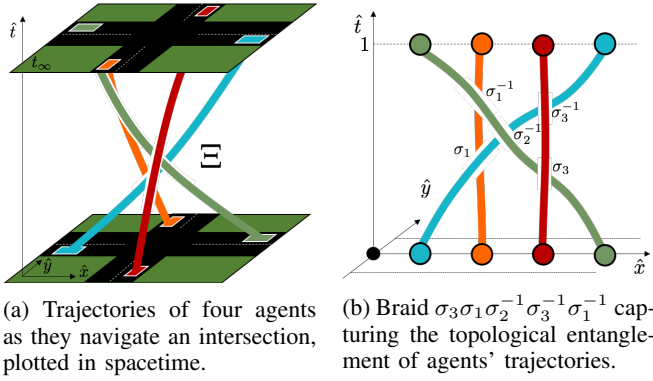 t̂
t∞
Ξ
ŷ
x̂
(a) Trajectories of four agents
as they navigate an intersection,
plotted in spacetime.
t̂
1
σ₁⁻¹
σ₃⁻¹
σ₂⁻¹
σ₁
σ₃
ŷ
x̂
(b) Braid σ₃σ₁σ₂⁻¹σ₃⁻¹σ₁⁻¹ cap-
turing the topological entangle-
ment of agents' trajectories.